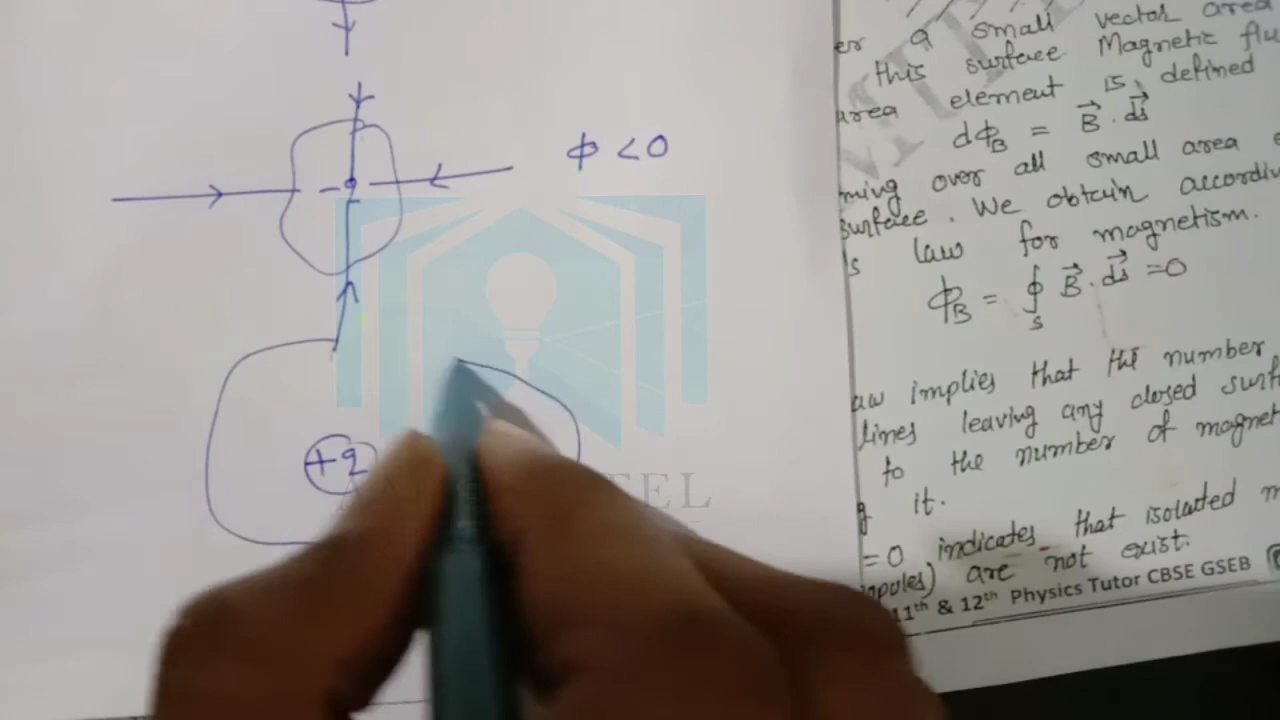 φ < 0
-q
+q
er a small vector area
this surface Magnetic flu
area element is defined
dφB = B⃗ . ds⃗
ming over all small area
surface . We obtain accordin
s law for magnetism.
φB = ∮s B⃗ . ds⃗ = 0
aw implies that the number
lines leaving any closed surf
to the number of magnet
g it.
= 0 indicates that isolated m
opoles) are not exist.
11th & 12th Physics Tutor CBSE GSEB